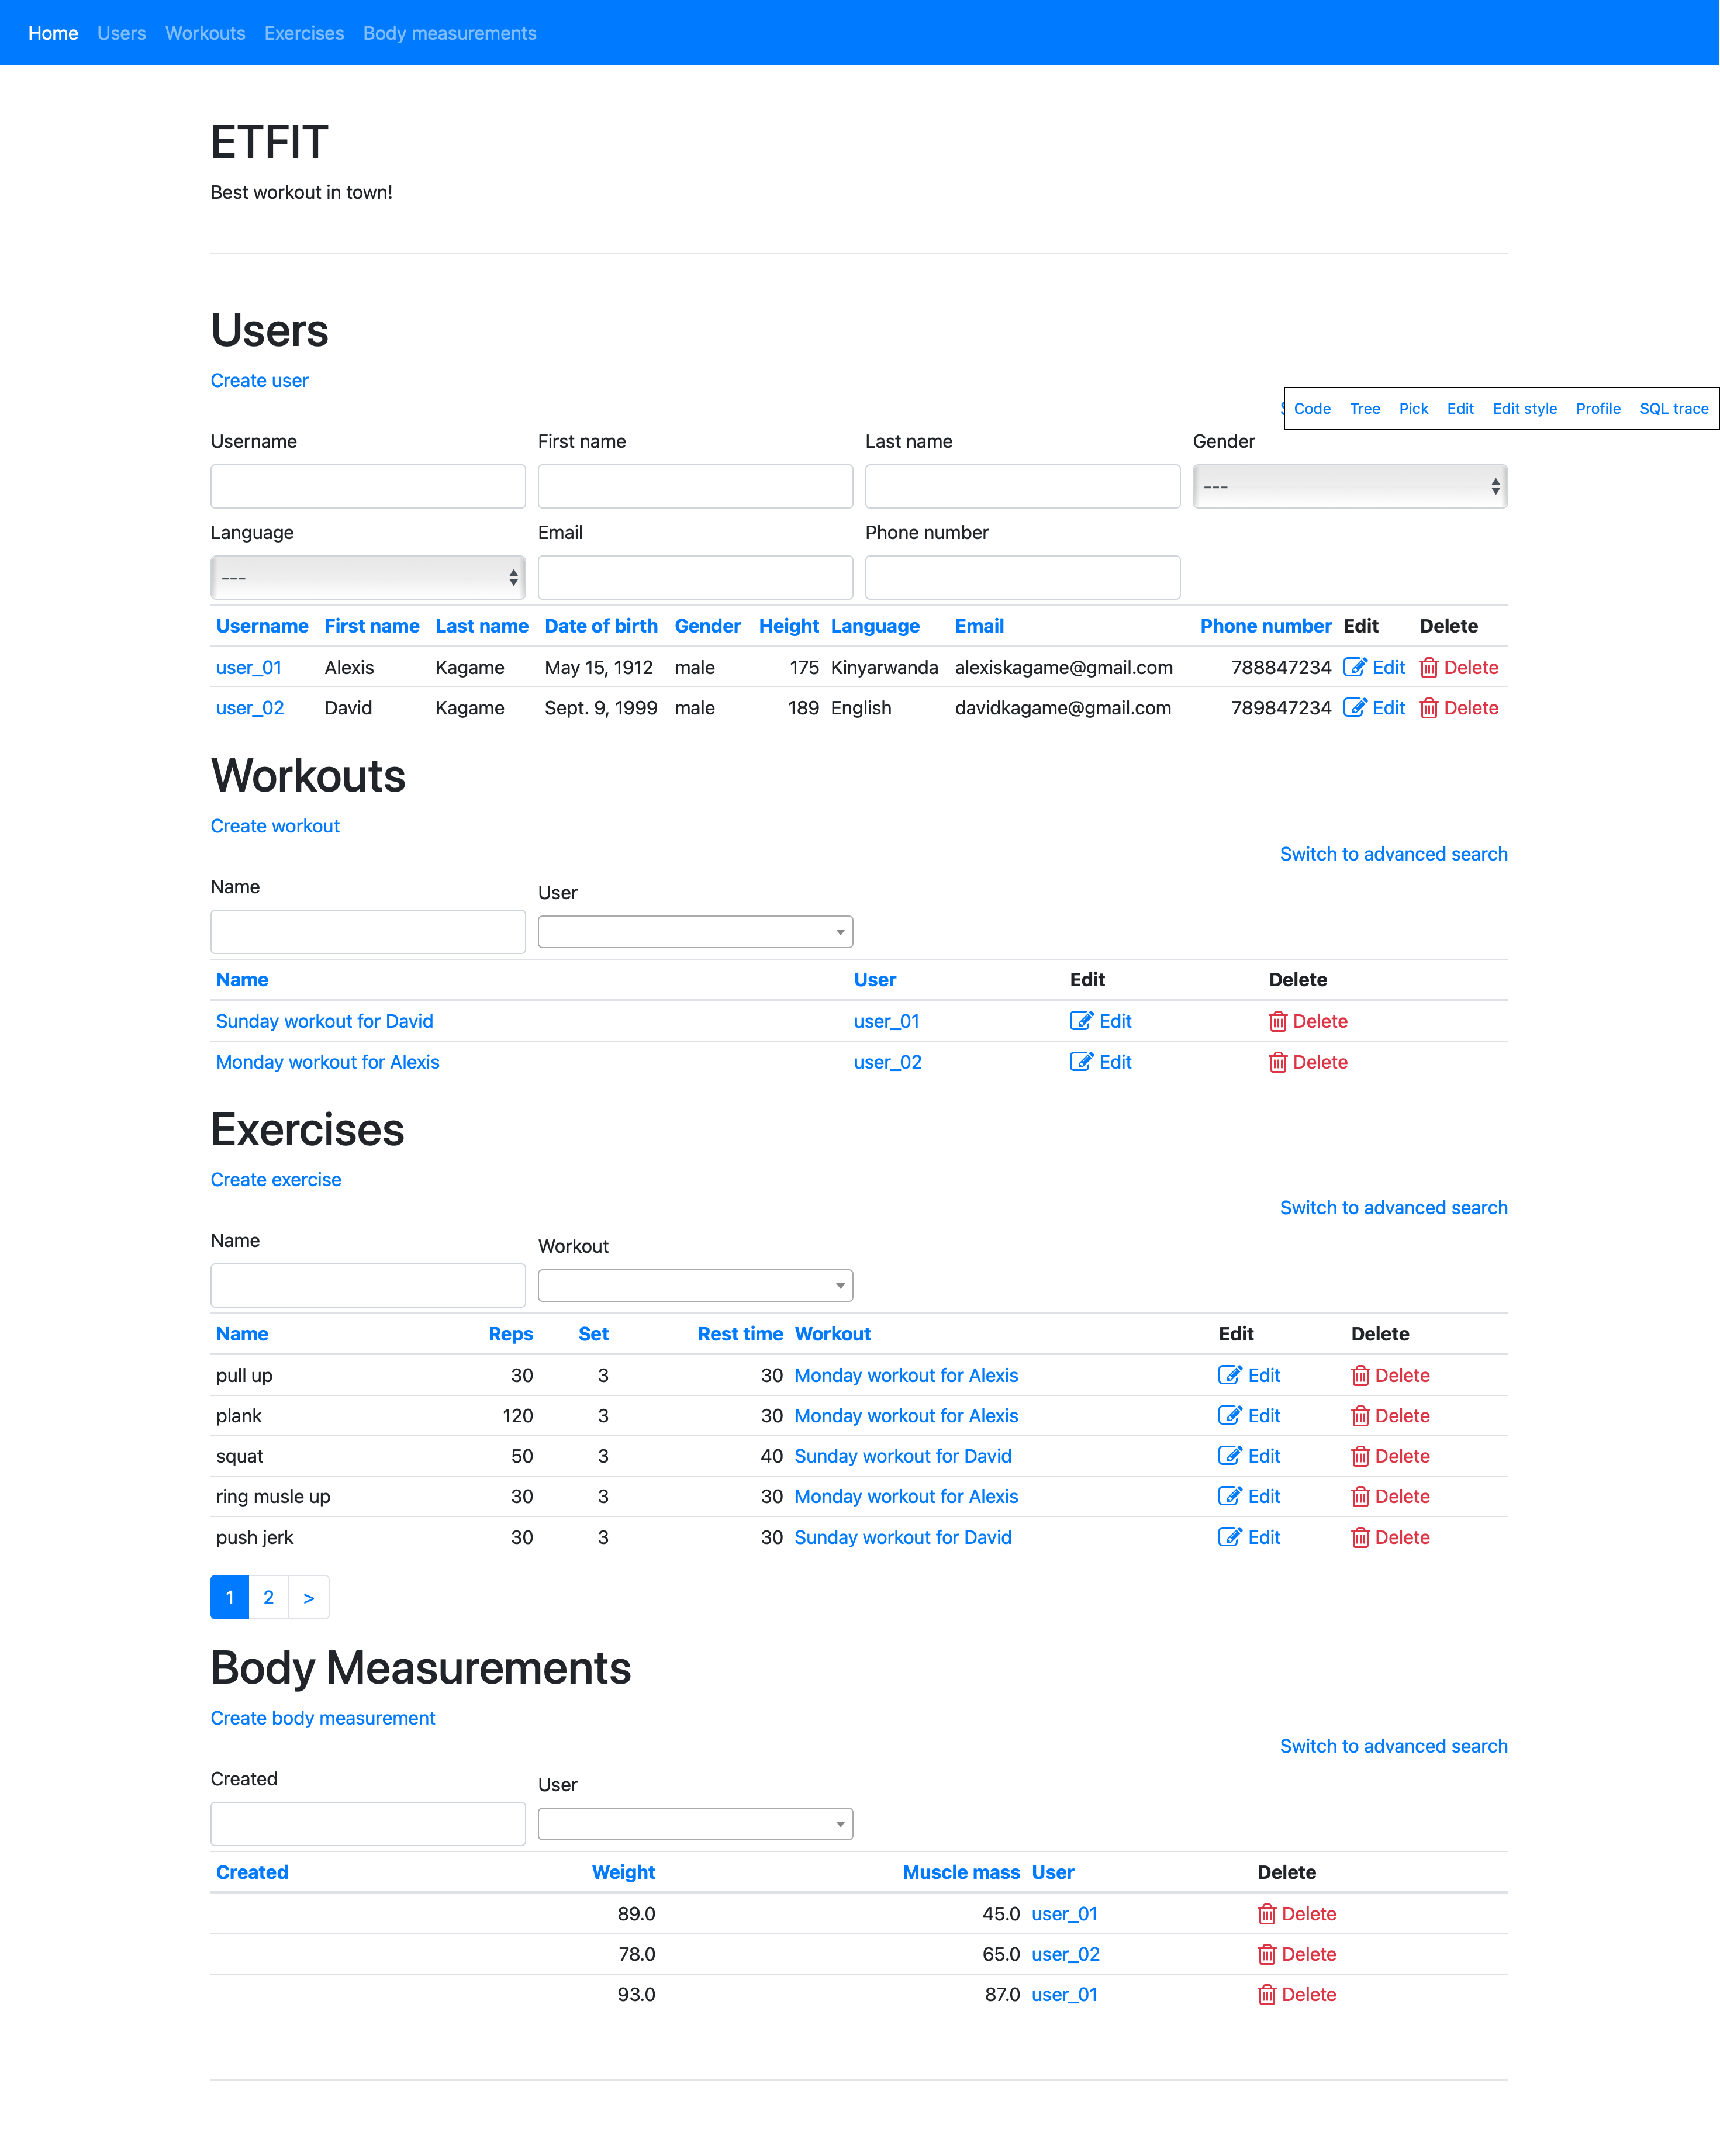 Home Users Workouts Exercises Body measurements
ETFIT
Best workout in town!
Users
Create user
Code Tree Pick Edit Edit style Profile SQL trace
Username First name Last name Gender
---
Language Email Phone number
---
Username First name Last name Date of birth Gender Height Language Email Phone number Edit Delete
user_01 Alexis Kagame May 15, 1912 male 175 Kinyarwanda alexiskagame@gmail.com 788847234 Edit Delete
user_02 David Kagame Sept. 9, 1999 male 189 English davidkagame@gmail.com 789847234 Edit Delete
Workouts
Create workout
Switch to advanced search
Name User
Name User Edit Delete
Sunday workout for David user_01 Edit Delete
Monday workout for Alexis user_02 Edit Delete
Exercises
Create exercise
Switch to advanced search
Name Workout
Name Reps Set Rest time Workout Edit Delete
pull up 30 3 30 Monday workout for Alexis Edit Delete
plank 120 3 30 Monday workout for Alexis Edit Delete
squat 50 3 40 Sunday workout for David Edit Delete
ring musle up 30 3 30 Monday workout for Alexis Edit Delete
push jerk 30 3 30 Sunday workout for David Edit Delete
1 2 >
Body Measurements
Create body measurement
Switch to advanced search
Created User
Created Weight Muscle mass User Delete
89.0 45.0 user_01 Delete
78.0 65.0 user_02 Delete
93.0 87.0 user_01 Delete